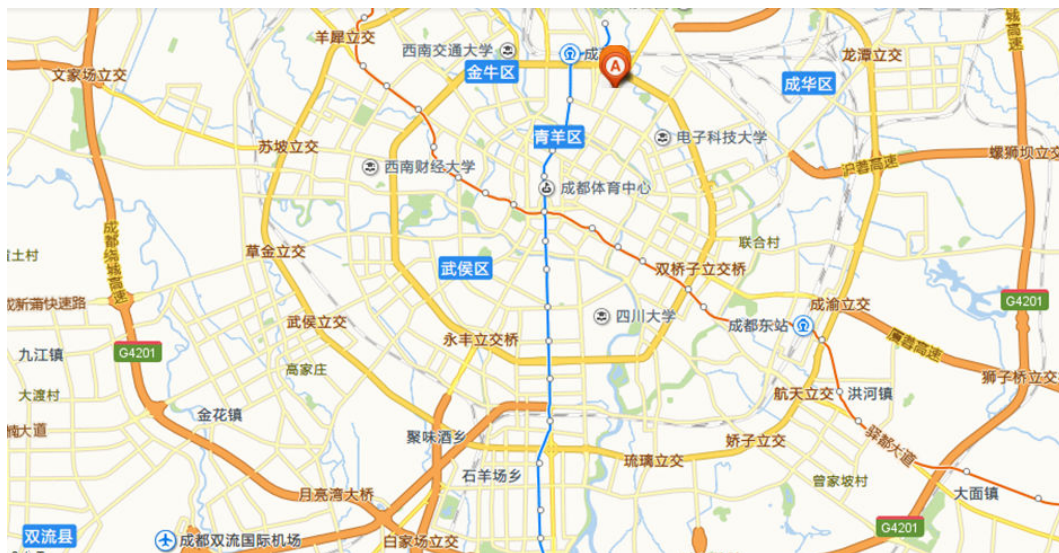 羊犀立交
西南交通大学
成
A
金牛区
成华区
龙潭立交
文家场立交
青羊区
电子科技大学
苏坡立交
西南财经大学
螺狮坝立交
沪蓉高速
成都体育中心
成都绕城高速
草金立交
联合村
土村
武侯区
双桥子立交桥
成新蒲快速路
武侯立交
四川大学
成都东站
成渝立交
G4201
永丰立交桥
厦蓉高速
九江镇
G4201
高家庄
狮子桥立交
大渡村
航天立交
洪河镇
金花镇
聚味酒乡
娇子立交
驿都大道
楠大道
琉璃立交
石羊场乡
曾家坡村
大面镇
月亮湾大桥
双流县
成都双流国际机场
白家场立交
G4201